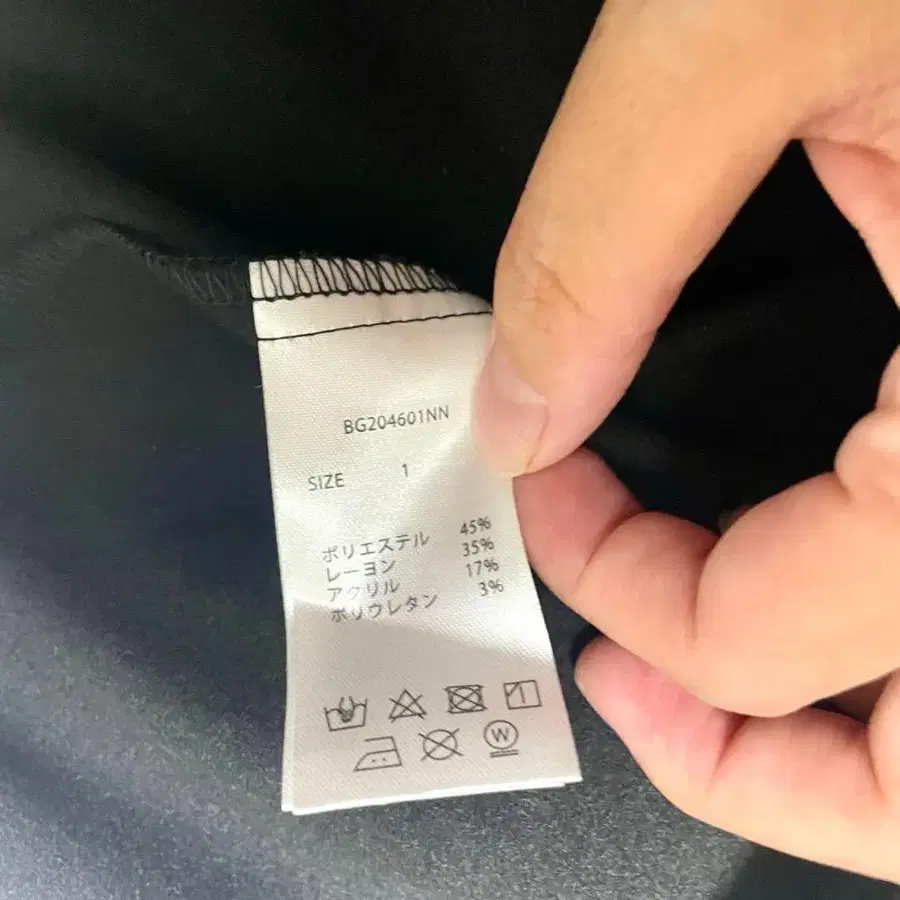 BG204601NN
SIZE 1
ポリエステル 45%
レーヨン 35%
アクリル 17%
ポリウレタン 3%
W